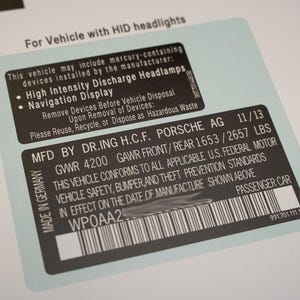 For Vehicle with HID headlights
This vehicle may include mercury-containing
devices installed by the manufacturer:
• High Intensity Discharge Headlamps
• Navigation Display
Remove Devices Before Vehicle Disposal
Upon Removal of Devices:
Please Reuse, Recycle, or Dispose as Hazardous Waste
MFD BY DR.ING H.C.F. PORSCHE AG 11/13
GWR 4200 GAWR FRONT/REAR 1653/2657 LBS
THIS VEHICLE CONFORMS TO ALL APPLICABLE U.S. FEDERAL MOTOR
VEHICLE SAFETY, BUMPER, AND THEFT PREVENTION STANDARDS
IN EFFECT ON THE DATE OF MANUFACTURE SHOWN ABOVE
WP0AA2
PASSENGER CAR
MADE IN GERMANY
991.701.111